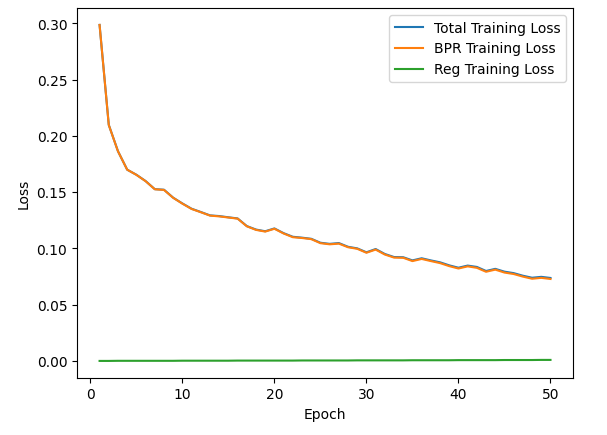 Total Training Loss
BPR Training Loss
Reg Training Loss
0.30
0.25
0.20
0.15
0.10
0.05
0.00
Loss
0 10 20 30 40 50
Epoch